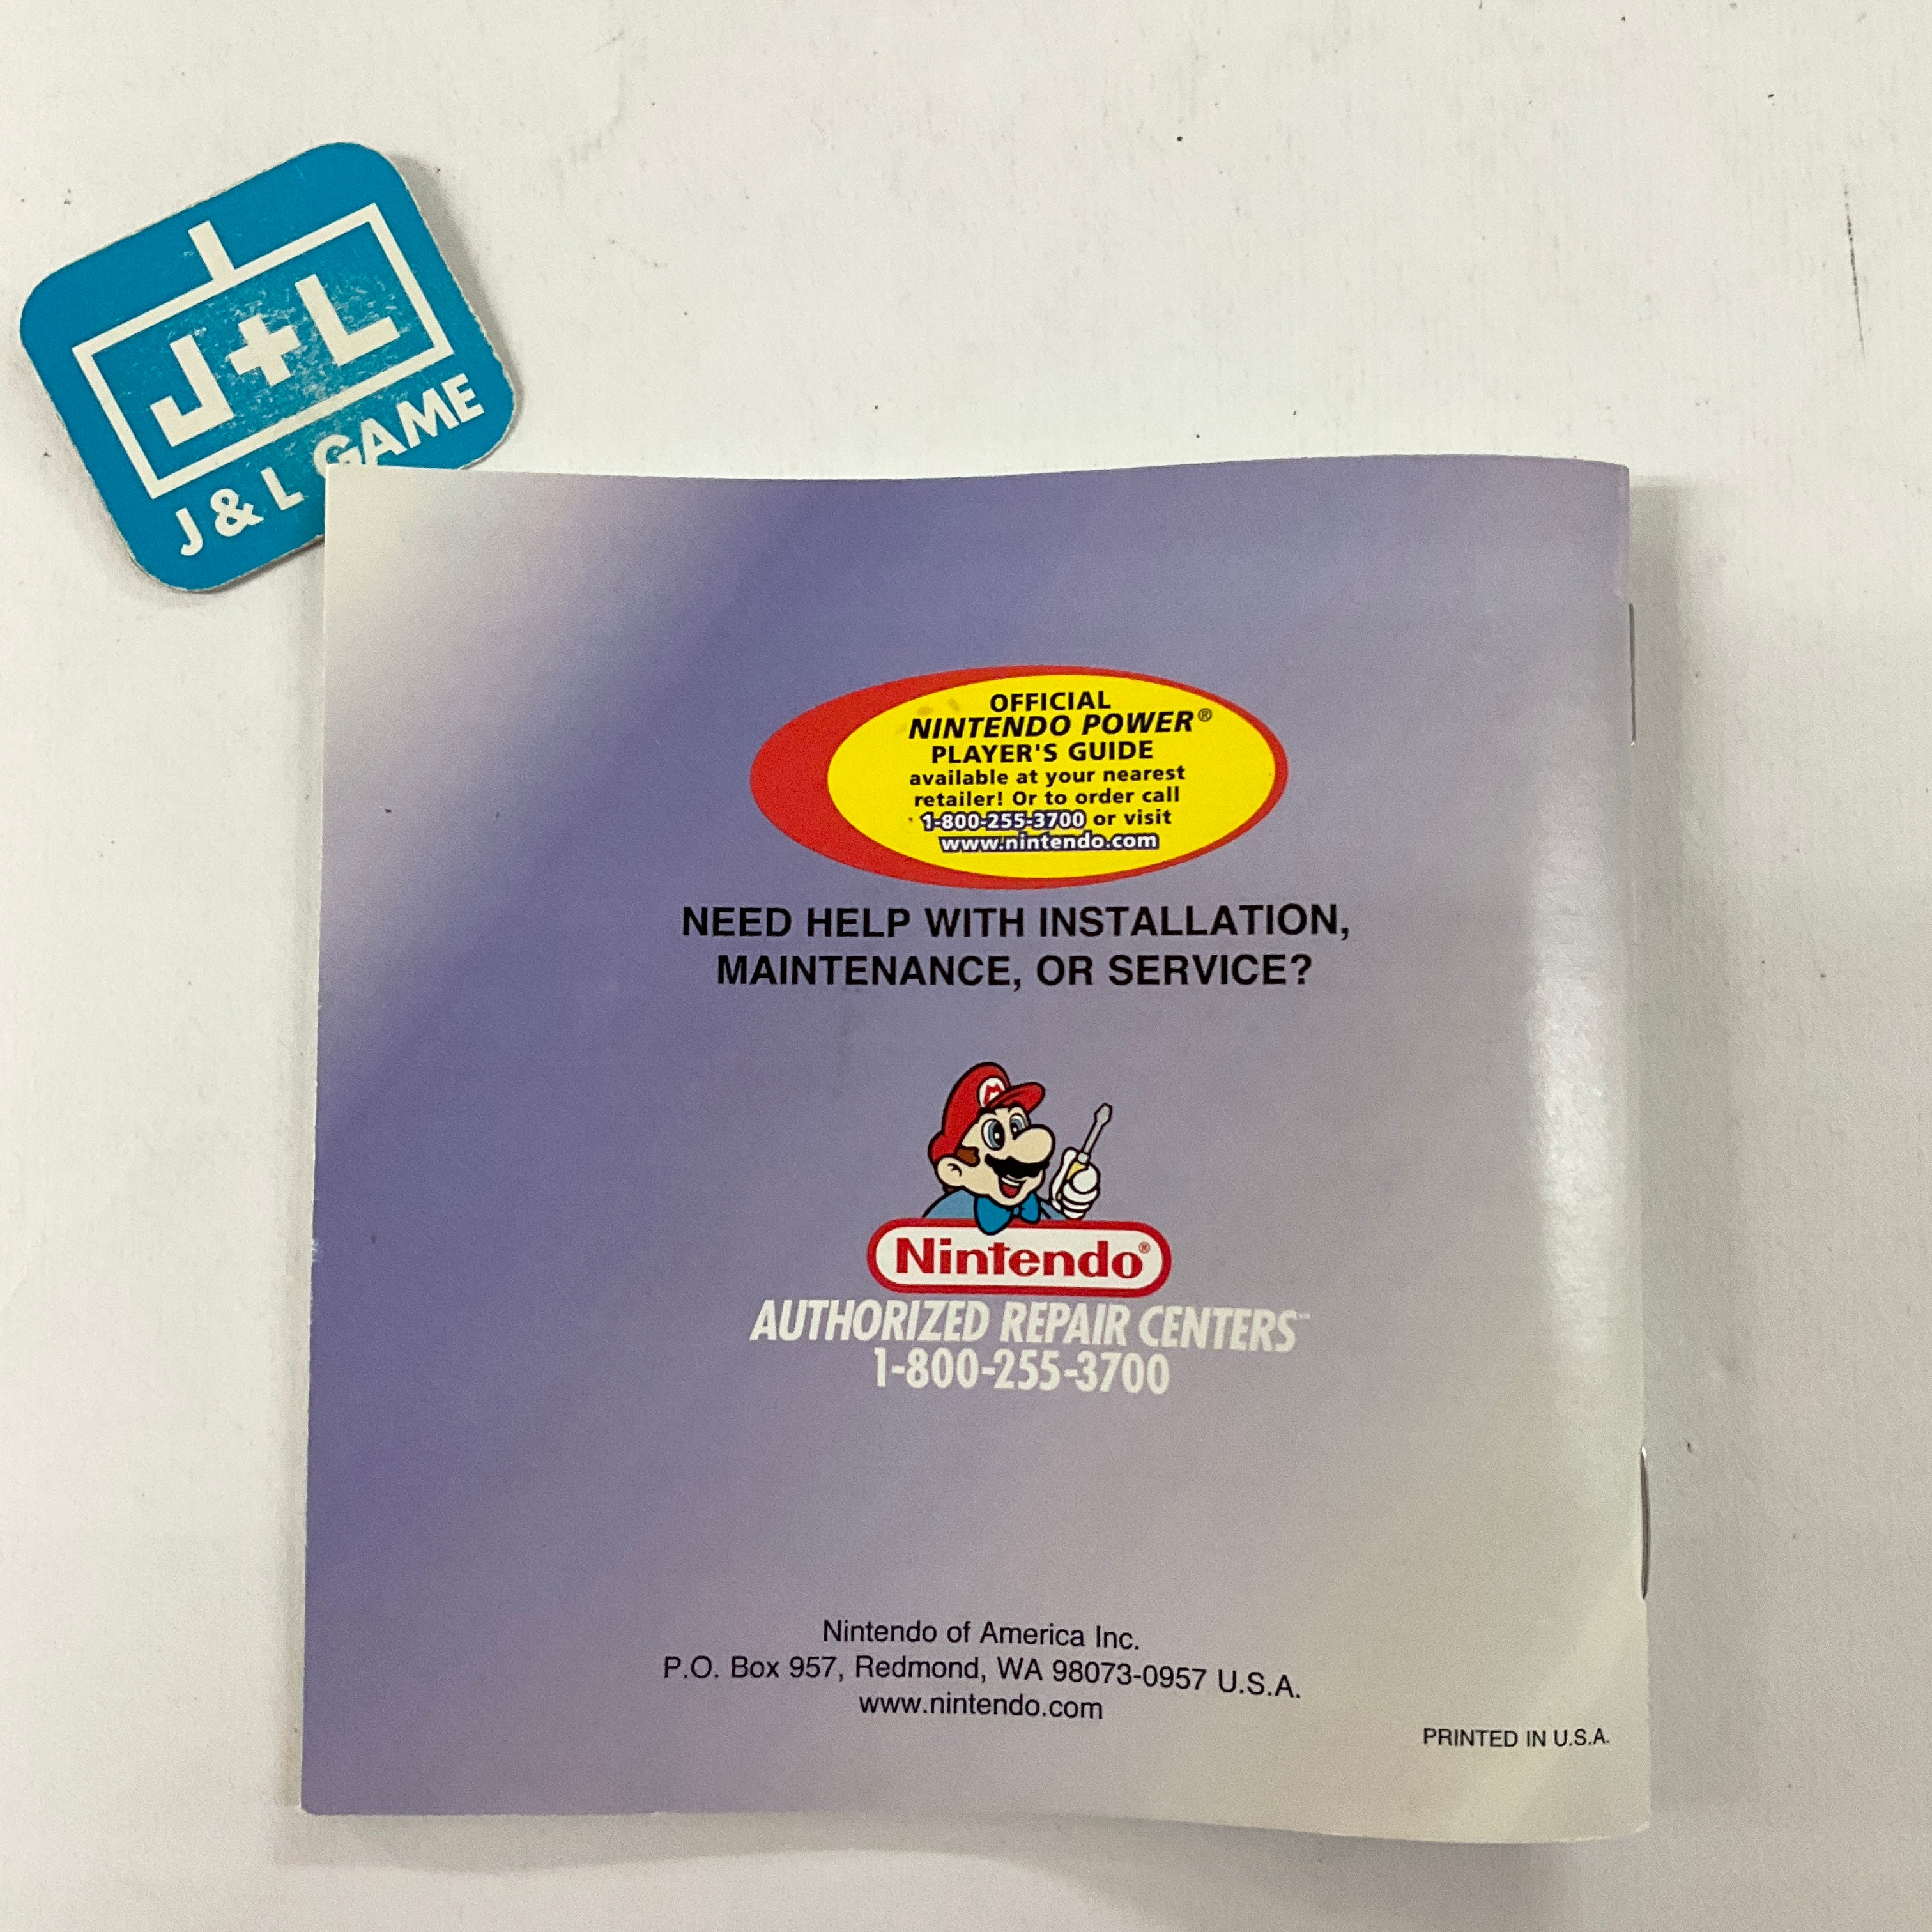 J+L
J & L GAME
OFFICIAL
NINTENDO POWER®
PLAYER'S GUIDE
available at your nearest
retailer! Or to order call
1-800-255-3700 or visit
www.nintendo.com
NEED HELP WITH INSTALLATION,
MAINTENANCE, OR SERVICE?
M
Nintendo®
AUTHORIZED REPAIR CENTERS™
1-800-255-3700
Nintendo of America Inc.
P.O. Box 957, Redmond, WA 98073-0957 U.S.A.
www.nintendo.com
PRINTED IN U.S.A.